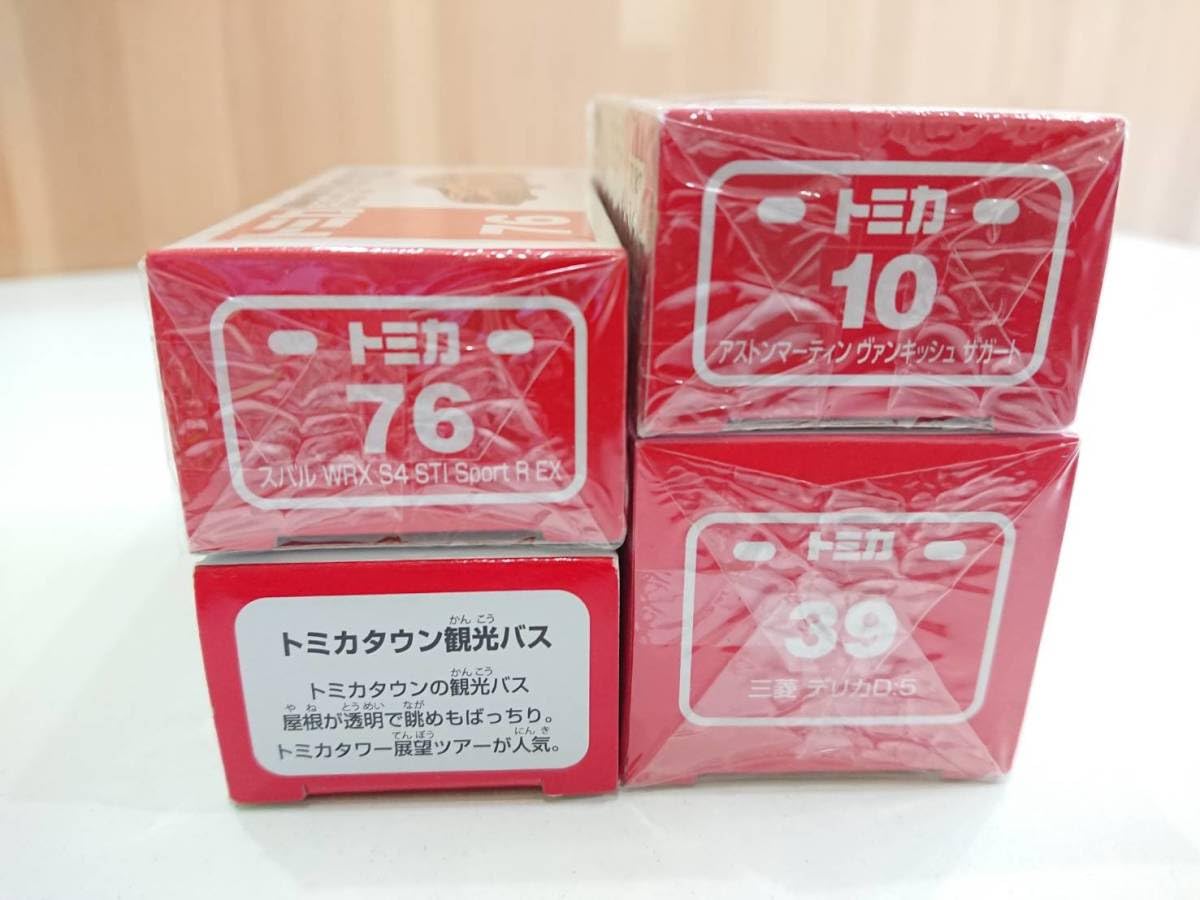 トミカ
76
76
スバル WRX S4 STI Sport R EX
トミカ
10
アストンマーティン ヴァンキッシュ ザガート
かんこう
トミカタウン観光バス
かんこう
トミカタウンの観光バス
やね とうめい なが
屋根が透明で眺めもばっちり。
てんぼう にんき
トミカタワー展望ツアーが人気。
トミカ
39
三菱 デリカD:5